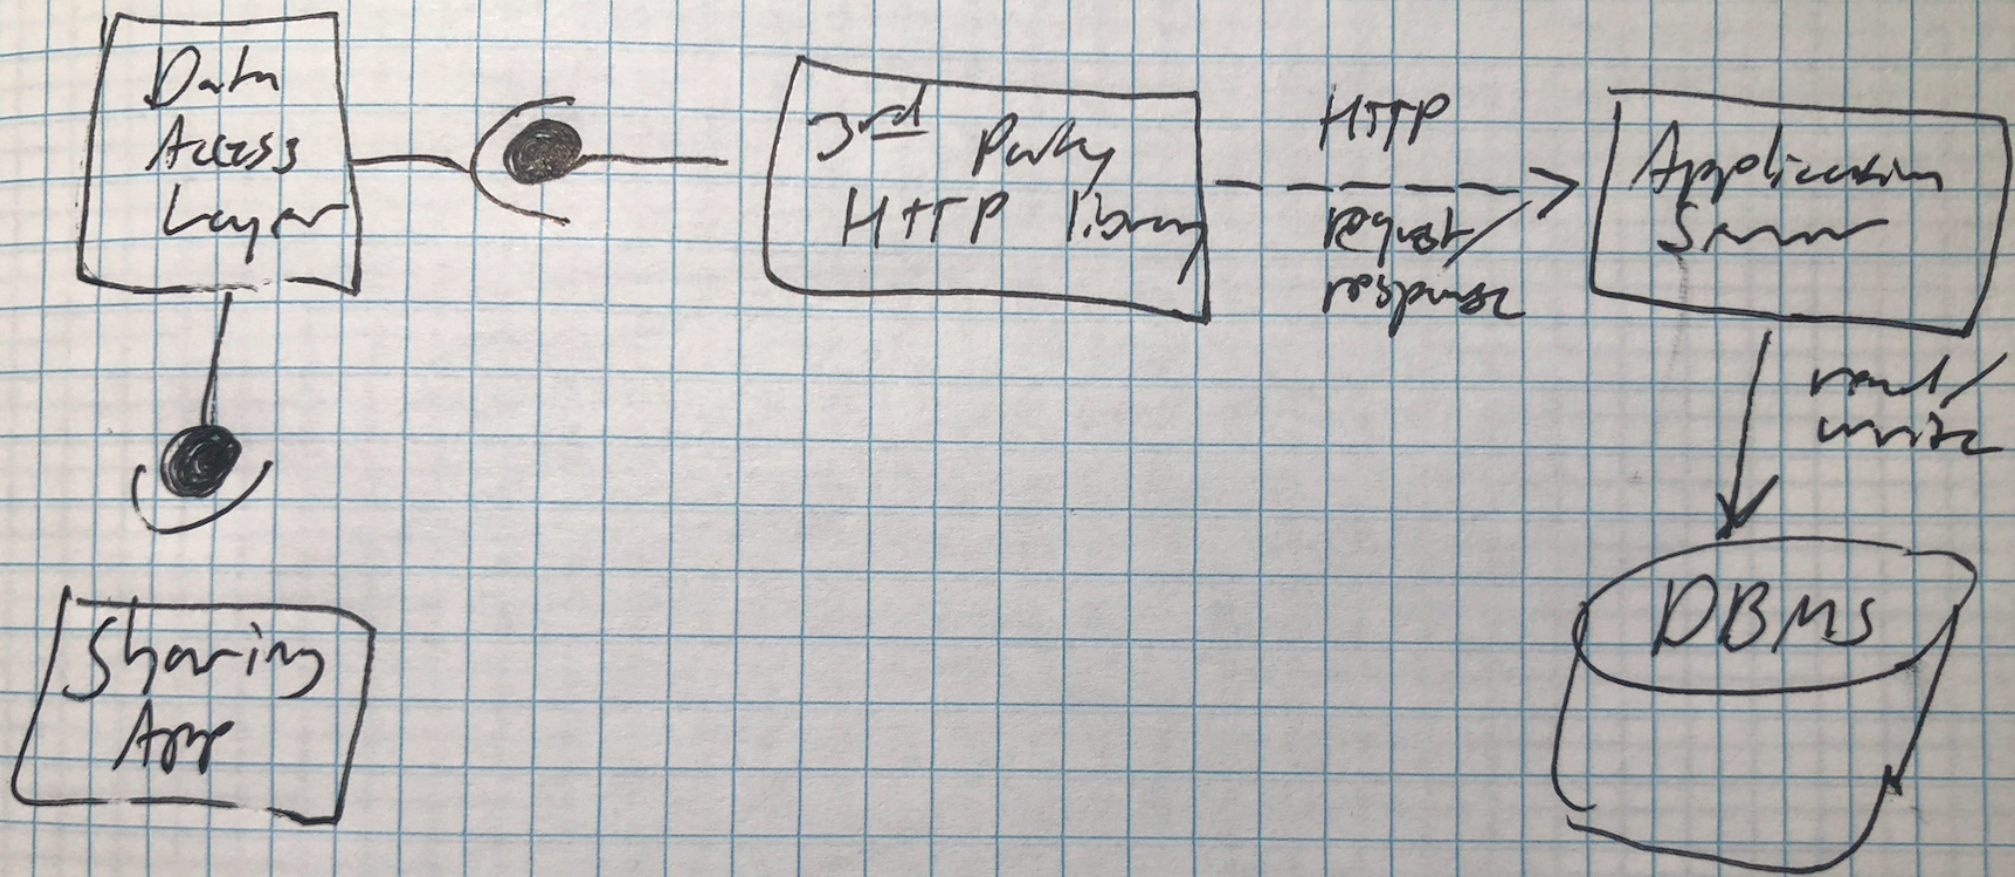 Data
Access
Layer
3rd Party
HTTP library
HTTP
request/
response
Application
Server
read/
write
DBMS
Sharing
App